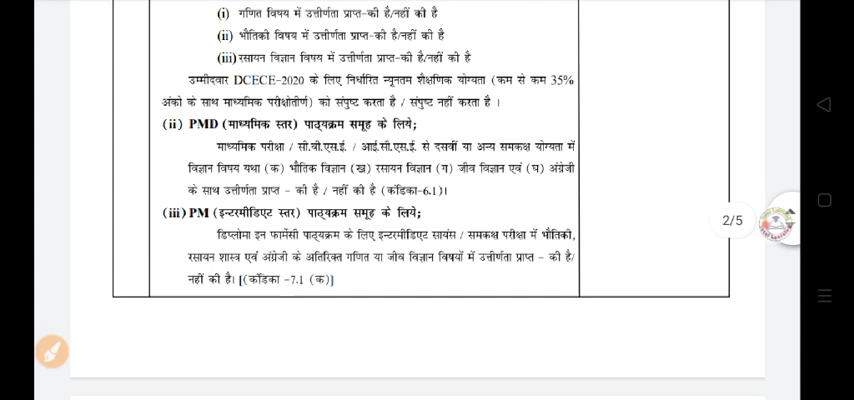 (i) गणित विषय में उत्तीर्णता प्राप्त-की है/नहीं की है
(ii) भौतिकी विषय में उत्तीर्णता प्राप्त-की है/नहीं की है
(iii) रसायन विज्ञान विषय में उत्तीर्णता प्राप्त-की है/नहीं की है
उम्मीदवार DCECE-2020 के लिए निर्धारित न्यूनतम शैक्षणिक योग्यता (कम से कम 35%
अंको के साथ माध्यमिक परीक्षोतीर्ण) को संपुष्ट करता है / संपुष्ट नहीं करता है ।
(ii) PMD (माध्यमिक स्तर) पाठ्यक्रम समूह के लिये;
माध्यमिक परीक्षा / सी.बी.एस.ई. / आई.सी.एस.ई. से दसवीं या अन्य समकक्ष योग्यता में
विज्ञान विषय यथा (क) भौतिक विज्ञान (ख) रसायन विज्ञान (ग) जीव विज्ञान एवं (घ) अंग्रेजी
के साथ उत्तीर्णता प्राप्त - की है / नहीं की है (कंडिका-6.1)।
2/5
(iii) PM (इन्टरमीडिएट स्तर) पाठ्यक्रम समूह के लिये;
डिप्लोमा इन फार्मेसी पाठ्यक्रम के लिए इन्टरमीडिएट सायंस / समकक्ष परीक्षा में भौतिकी,
रसायण शास्त्र एवं अंग्रेजी के अतिरिक्त गणित या जीव विज्ञान विषयों में उत्तीर्णता प्राप्त - की है/
नहीं की है। [(कंडिका -7.1 (क)]